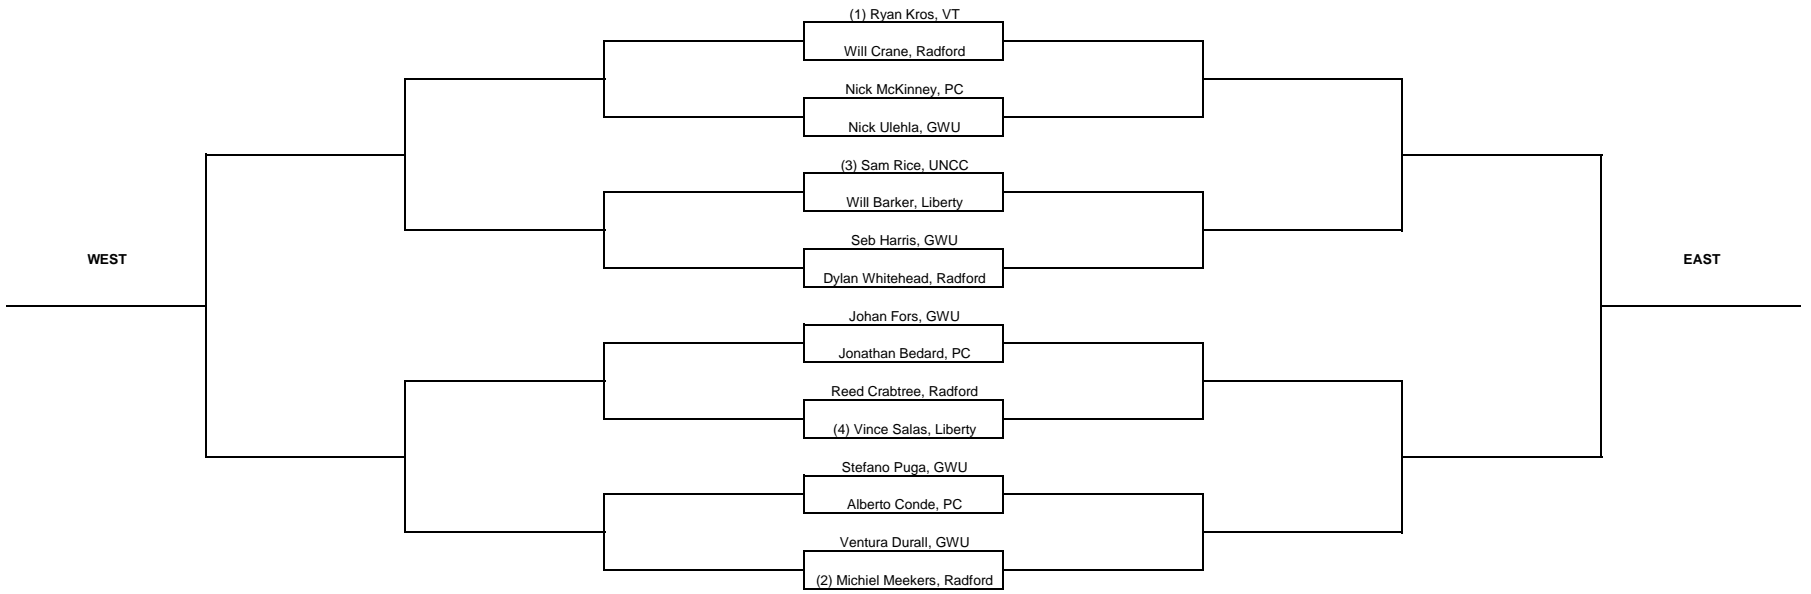 (1) Ryan Kros, VT
Will Crane, Radford
Nick McKinney, PC
Nick Ulehla, GWU
(3) Sam Rice, UNCC
Will Barker, Liberty
Seb Harris, GWU
WEST
EAST
Dylan Whitehead, Radford
Johan Fors, GWU
Jonathan Bedard, PC
Reed Crabtree, Radford
(4) Vince Salas, Liberty
Stefano Puga, GWU
Alberto Conde, PC
Ventura Durall, GWU
(2) Michiel Meekers, Radford